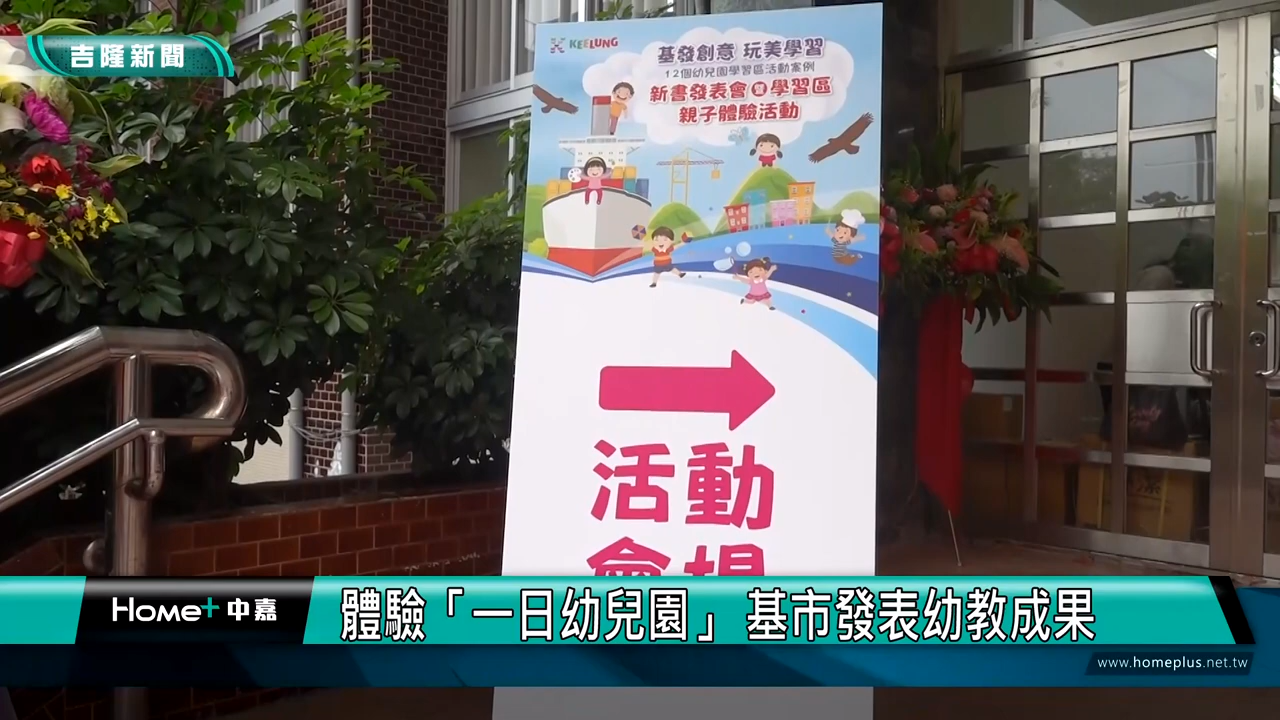 吉隆新聞
KEELUNG
基發創意 玩美學習
12個幼兒園學習區活動案例
新書發表會暨學習區
親子體驗活動
活動
會場
Home+中嘉
體驗「一日幼兒園」 基市發表幼教成果
www.homeplus.net.tw